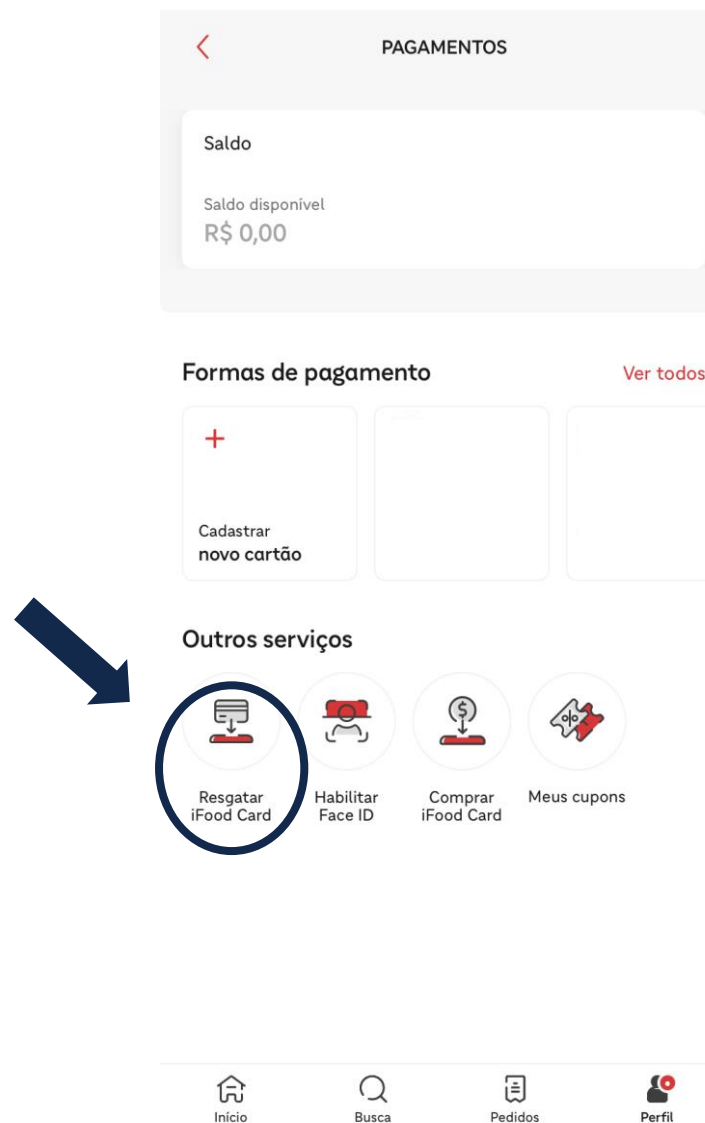 PAGAMENTOS
Saldo
Saldo disponível
R$ 0,00
Formas de pagamento
Ver todos
Cadastrar
novo cartão
Outros serviços
Resgatar
iFood Card
Habilitar
Face ID
Comprar
iFood Card
Meus cupons
Início
Busca
Pedidos
Perfil